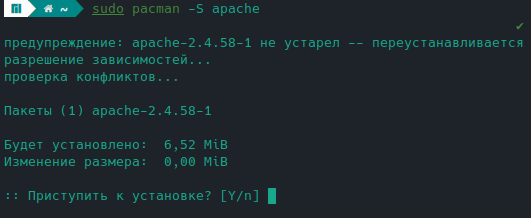 ~ sudo pacman -S apache
предупреждение: apache-2.4.58-1 не устарел -- переустанавливается
разрешение зависимостей...
проверка конфликтов...
Пакеты (1) apache-2.4.58-1
Будет установлено: 6,52 MiB
Изменение размера: 0,00 MiB
:: Приступить к установке? [Y/n]